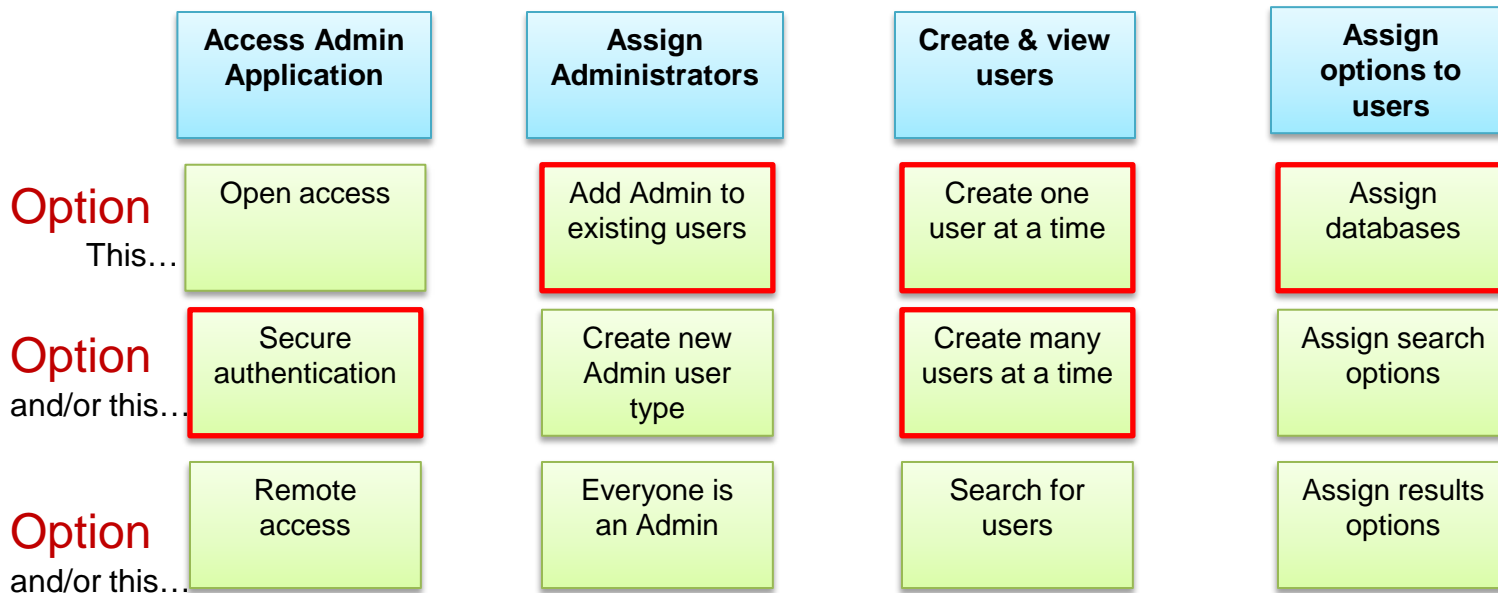 Access Admin
Application
Assign
Administrators
Create & view
users
Assign
options to
users
Option
This…
Open access
Add Admin to
existing users
Create one
user at a time
Assign
databases
Option
and/or this…
Secure
authentication
Create new
Admin user
type
Create many
users at a time
Assign search
options
Option
and/or this…
Remote
access
Everyone is
an Admin
Search for
users
Assign results
options